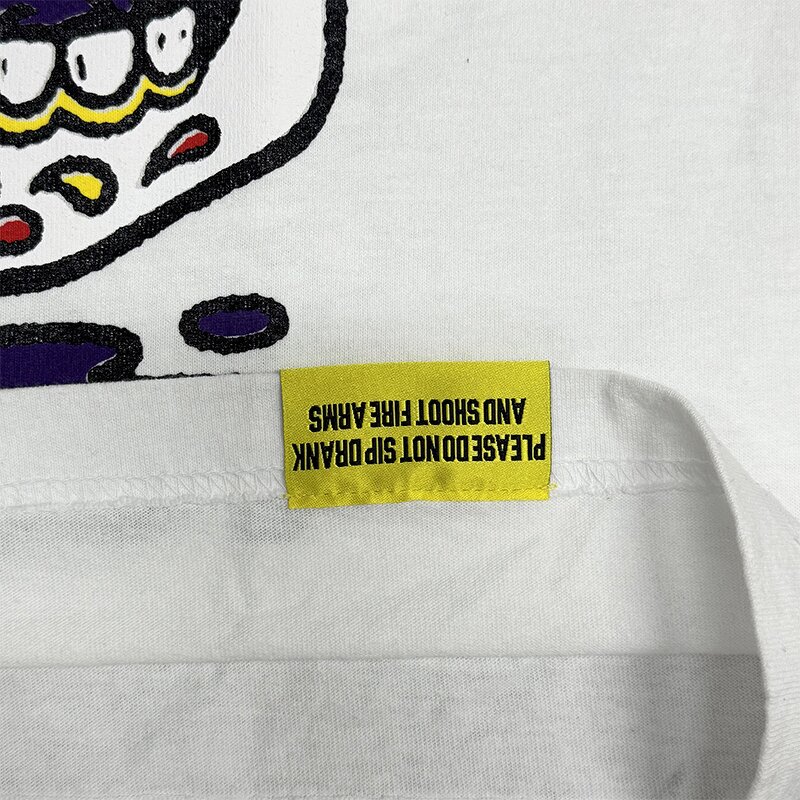 PLEASE DO NOT SIP DRANK
AND SHOOT FIRE ARMS